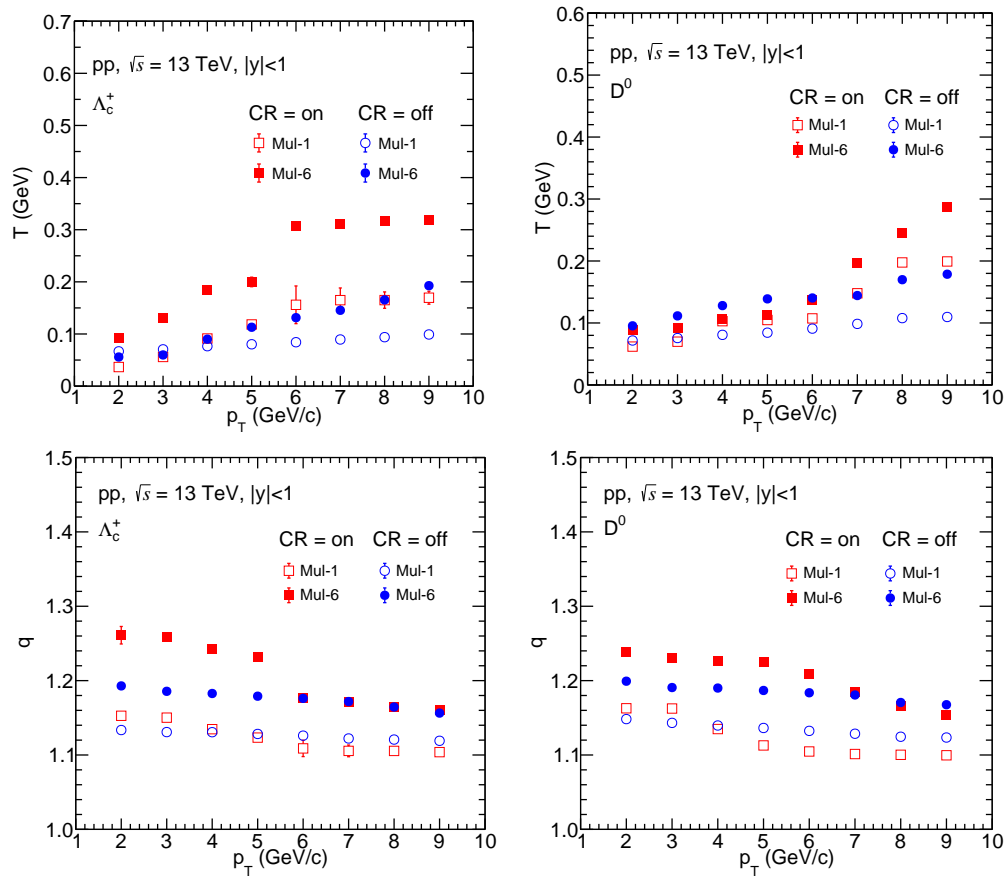 0.7
0.6
0.5
0.4
0.3
0.2
0.1
0
T (GeV)
pp, √s = 13 TeV, |y|<1
Λc+
CR = on CR = off
Mul-1 Mul-1
Mul-6 Mul-6
1 2 3 4 5 6 7 8 9 10
pT (GeV/c)
0.6
0.5
0.4
0.3
0.2
0.1
0
T (GeV)
pp, √s = 13 TeV, |y|<1
D0
CR = on CR = off
Mul-1 Mul-1
Mul-6 Mul-6
1 2 3 4 5 6 7 8 9 10
pT (GeV/c)
1.5
1.4
1.3
1.2
1.1
1.0
q
pp, √s = 13 TeV, |y|<1
Λc+
CR = on CR = off
Mul-1 Mul-1
Mul-6 Mul-6
1 2 3 4 5 6 7 8 9 10
pT (GeV/c)
1.5
1.4
1.3
1.2
1.1
1.0
q
pp, √s = 13 TeV, |y|<1
D0
CR = on CR = off
Mul-1 Mul-1
Mul-6 Mul-6
1 2 3 4 5 6 7 8 9 10
pT (GeV/c)